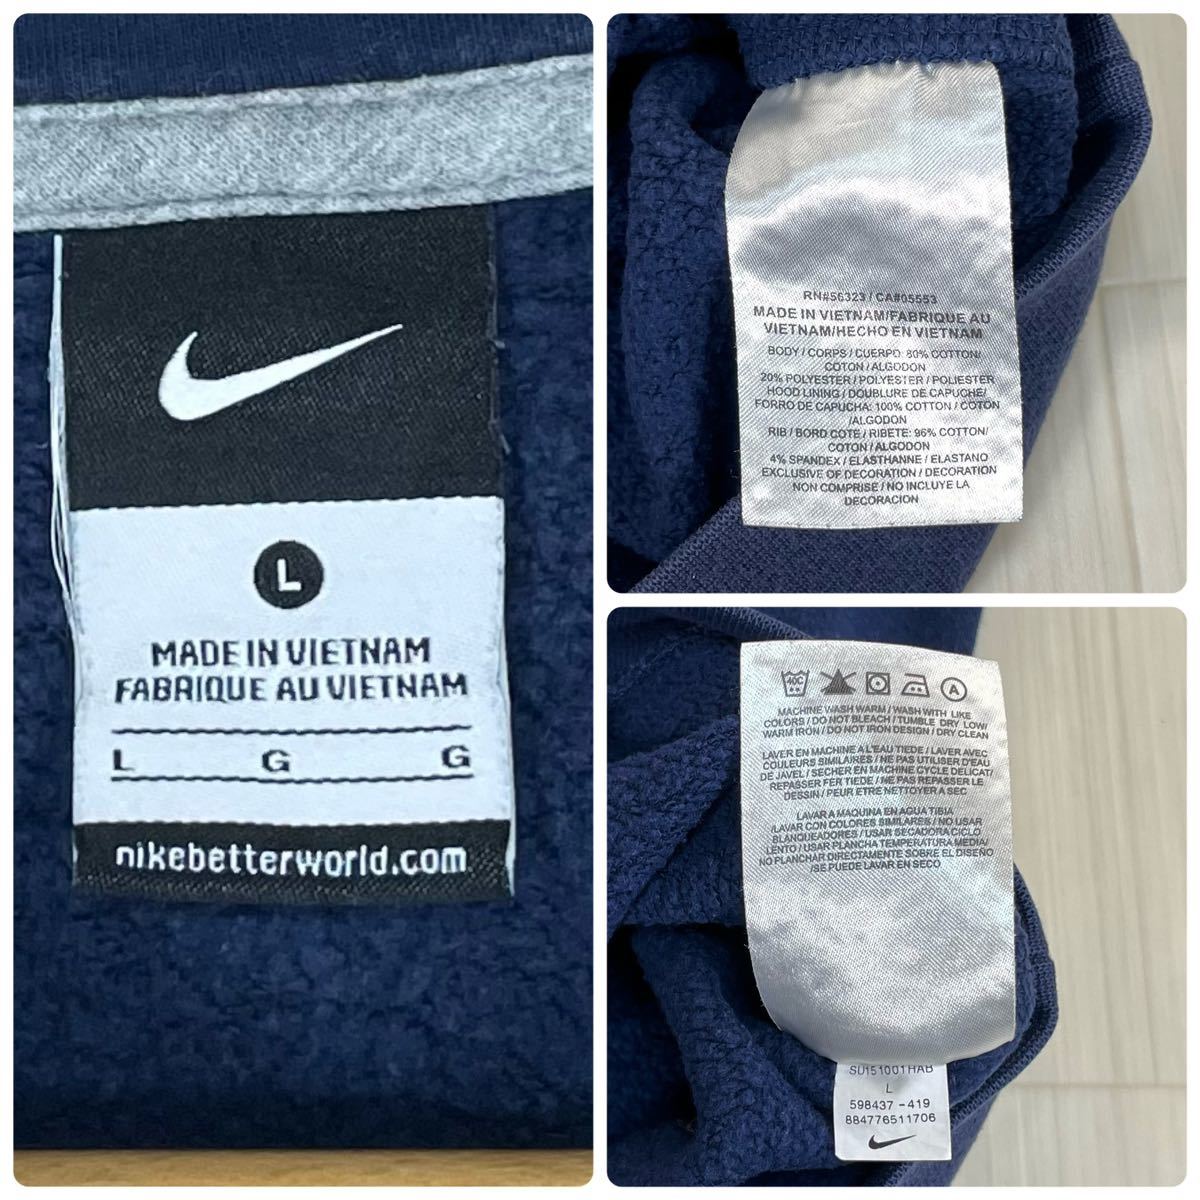 L
MADE IN VIETNAM
FABRIQUE AU VIETNAM
L G G
nikebetterworld.com
RN#56323 / CA#05553
MADE IN VIETNAM/FABRIQUE AU
VIETNAM/HECHO EN VIETNAM
BODY / CORPS / CUERPO: 80% COTTON/
COTON / ALGODON
20% POLYESTER / POLYESTER / POLIESTER
HOOD LINING / DOUBLURE DE CAPUCHE/
FORRO DE CAPUCHA: 100% COTTON / COTON
/ALGODON
RIB / BORD COTE / RIBETE: 96% COTTON/
COTON / ALGODON
4% SPANDEX / ELASTHANNE / ELASTANO
EXCLUSIVE OF DECORATION / DECORATION
NON COMPRISE / NO INCLUYE LA
DECORACION
40C
A
MACHINE WASH WARM / WASH WITH LIKE
COLORS / DO NOT BLEACH / TUMBLE DRY LOW/
WARM IRON / DO NOT IRON DESIGN / DRY CLEAN
LAVER EN MACHINE A L'EAU TIEDE / LAVER AVEC
COULEURS SIMILAIRES / NE PAS UTILISER D'EAU
DE JAVEL / SECHER EN MACHINE CYCLE DELICAT/
REPASSER FER TIEDE / NE PAS REPASSER LE
DESSIN / PEUR ETRE NETTOYER A SEC
LAVAR A MAQUINA EN AGUA TIBIA
/LAVAR CON COLORES SIMILARES / NO USAR
BLANQUEADORES / USAR SECADORA CICLO
LENTO / USAR PLANCHA TEMPERATURA MEDIA/
NO PLANCHAR DIRECTAMENTE SOBRE EL DISEÑO
/SE PUEDE LAVAR EN SECO
SU151001HAB
L
598437 -419
884776511706